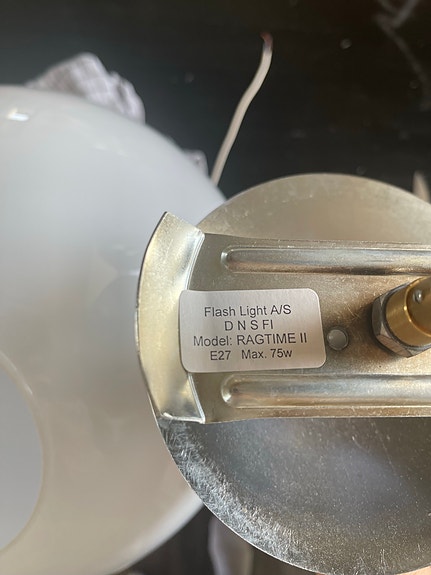 Flash Light A/S
D N S FI
Model: RAGTIME II
E27 Max. 75w